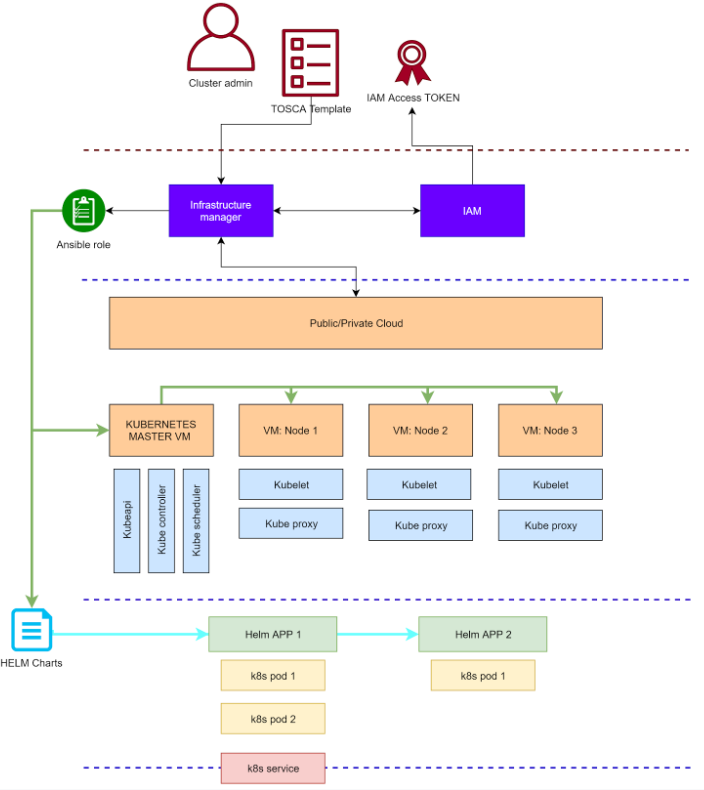 Cluster admin
TOSCA Template
IAM Access TOKEN
Infrastructure
manager
IAM
Ansible role
Public/Private Cloud
KUBERNETES
MASTER VM
VM: Node 1
VM: Node 2
VM: Node 3
Kubeapi
Kube controller
Kube scheduler
Kubelet
Kubelet
Kubelet
Kube proxy
Kube proxy
Kube proxy
HELM Charts
Helm APP 1
Helm APP 2
k8s pod 1
k8s pod 1
k8s pod 2
k8s service